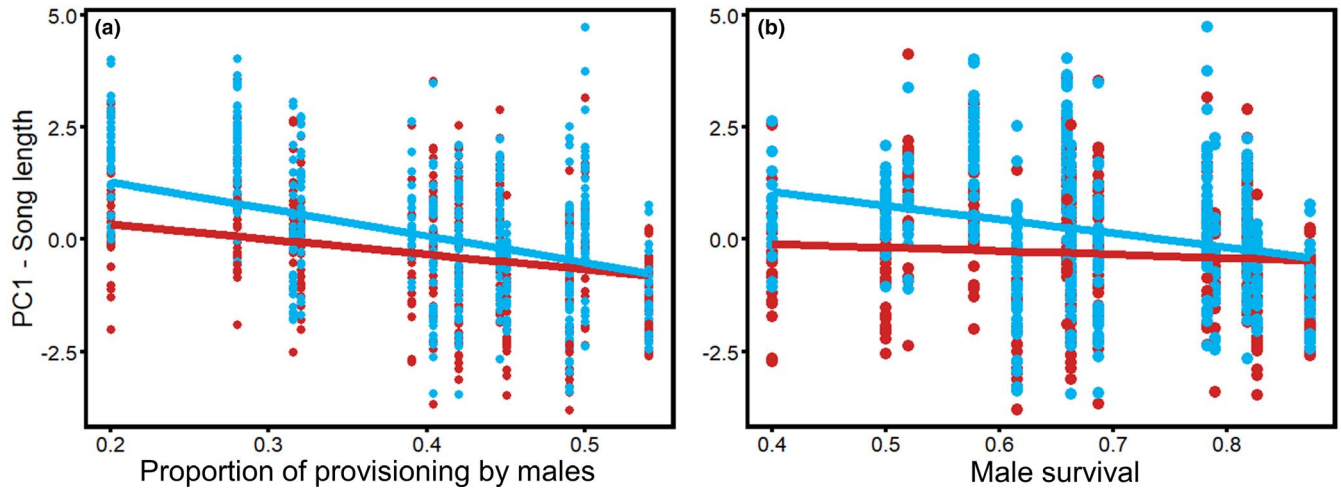 (a)
5.0
2.5
0.0
-2.5
PC1 - Song length
0.2 0.3 0.4 0.5
Proportion of provisioning by males
(b)
5.0
2.5
0.0
-2.5
0.4 0.5 0.6 0.7 0.8
Male survival